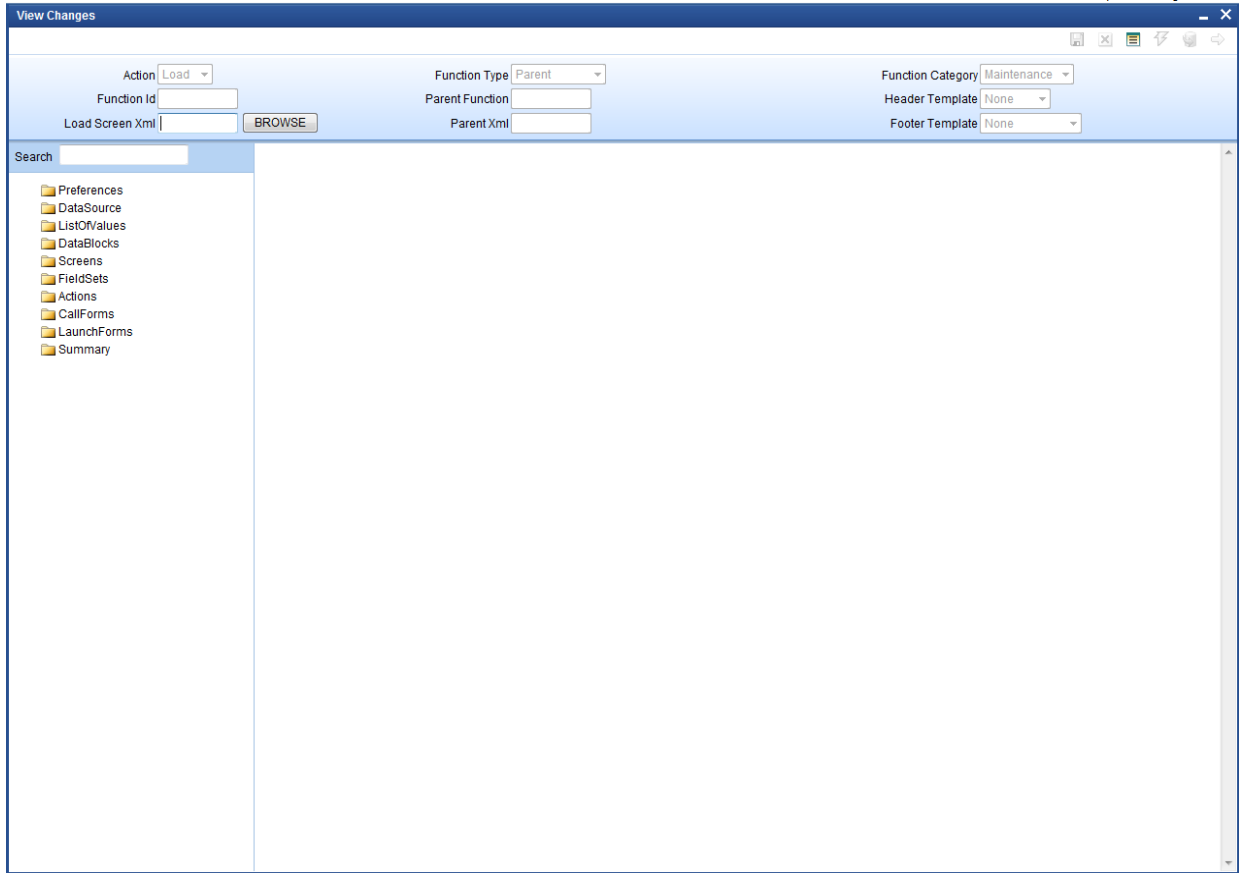 View Changes
Action Load Function Type Parent Function Category Maintenance
Function Id Parent Function Header Template None
Load Screen Xml BROWSE Parent Xml Footer Template None
Search
Preferences
DataSource
ListOfValues
DataBlocks
Screens
FieldSets
Actions
CallForms
LaunchForms
Summary